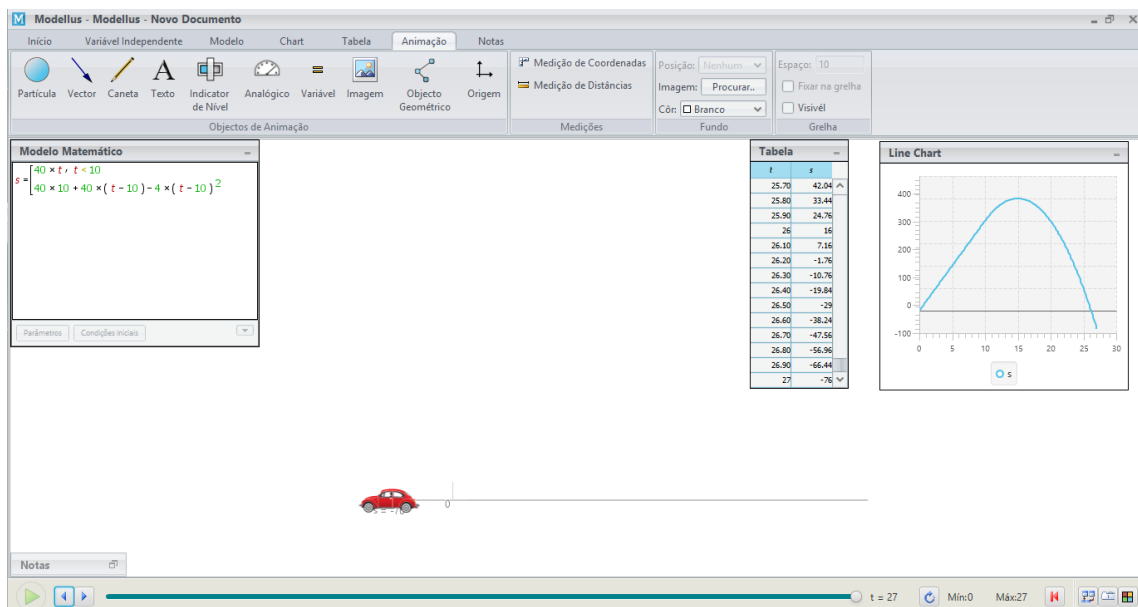 Modellus - Modellus - Novo Documento
Início Variável Independente Modelo Chart Tabela Animação Notas
Partícula Vector Caneta Texto Indicator de Nível Analógico Variável Imagem Objecto Geométrico Origem
Objectos de Animação
Medição de Coordenadas
Medição de Distâncias
Medições
Posição: Nenhum
Imagem: Procurar..
Côr: Branco
Fundo
Espaço: 10
Fixar na grelha
Visivél
Grelha
Modelo Matemático
s = [ 40 × t , t < 10
40 × 10 + 40 × ( t − 10 ) − 4 × ( t − 10 ) ²
Parâmetros Condições Iniciais
Tabela
t s
25.70 42.04
25.80 33.44
25.90 24.76
26 16
26.10 7.16
26.20 -1.76
26.30 -10.76
26.40 -19.84
26.50 -29
26.60 -38.24
26.70 -47.56
26.80 -56.96
26.90 -66.44
27 -76
Line Chart
400
300
200
100
0
-100
0 5 10 15 20 25 30
s
0
Notas
t = 27 Mín:0 Máx:27